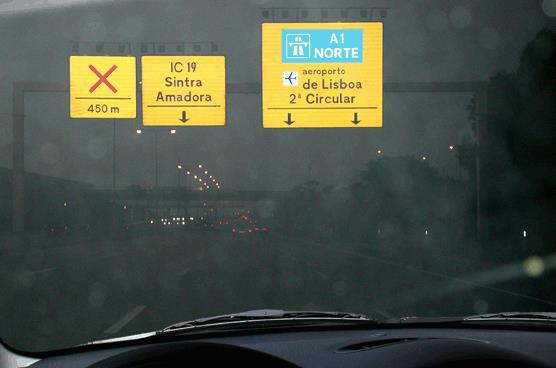 450 m
IC 19
Sintra
Amadora
A1
NORTE
aeroporto
de Lisboa
2ª Circular